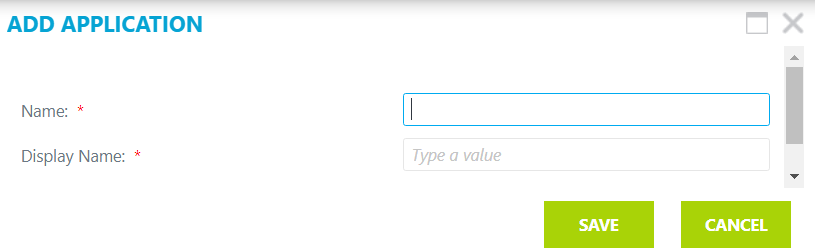 ADD APPLICATION
Name: *
Display Name: * Type a value
SAVE CANCEL